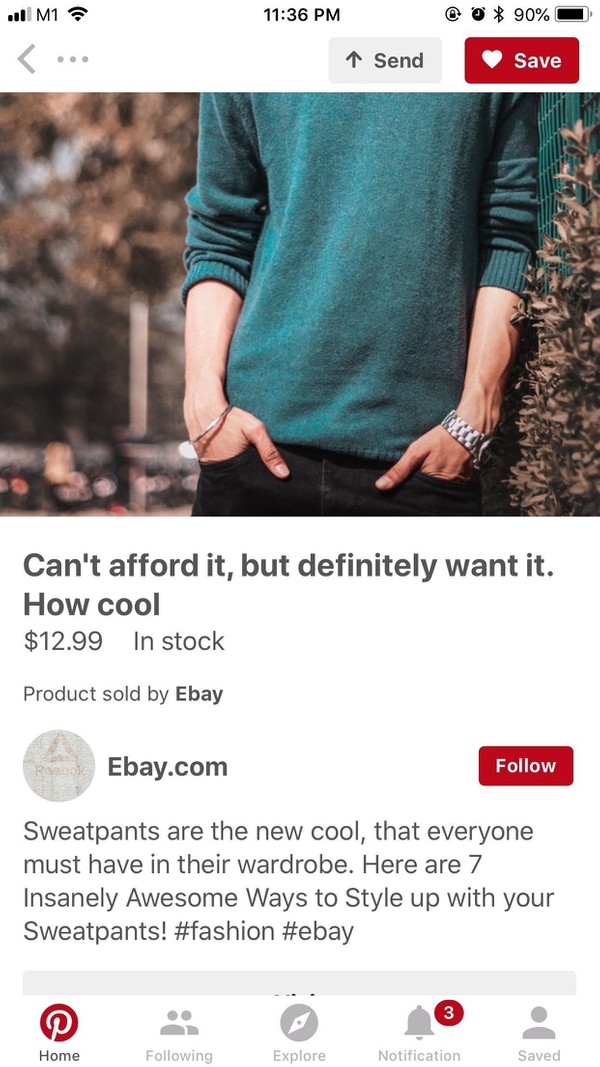 M1 11:36 PM 90%
Send Save
Can't afford it, but definitely want it.
How cool
$12.99 In stock
Product sold by Ebay
Reebok
Ebay.com
Follow
Sweatpants are the new cool, that everyone
must have in their wardrobe. Here are 7
Insanely Awesome Ways to Style up with your
Sweatpants! #fashion #ebay
3
Home Following Explore Notification Saved